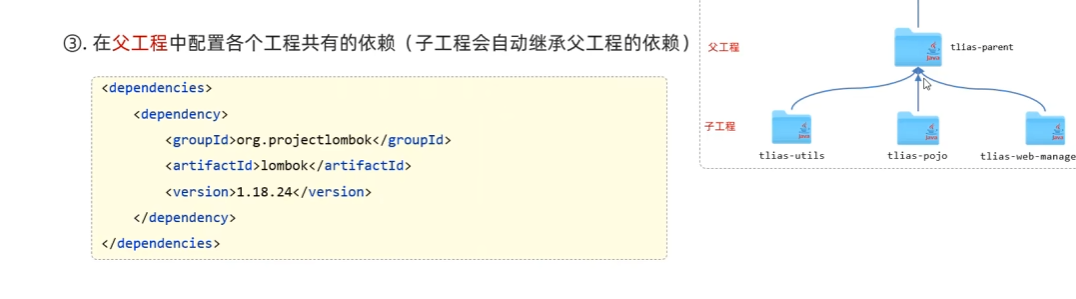 ③. 在父工程中配置各个工程共有的依赖（子工程会自动继承父工程的依赖）
<dependencies>
<dependency>
<groupId>org.projectlombok</groupId>
<artifactId>lombok</artifactId>
<version>1.18.24</version>
</dependency>
</dependencies>
父工程
tlias-parent
子工程
tlias-utils
tlias-pojo
tlias-web-manage